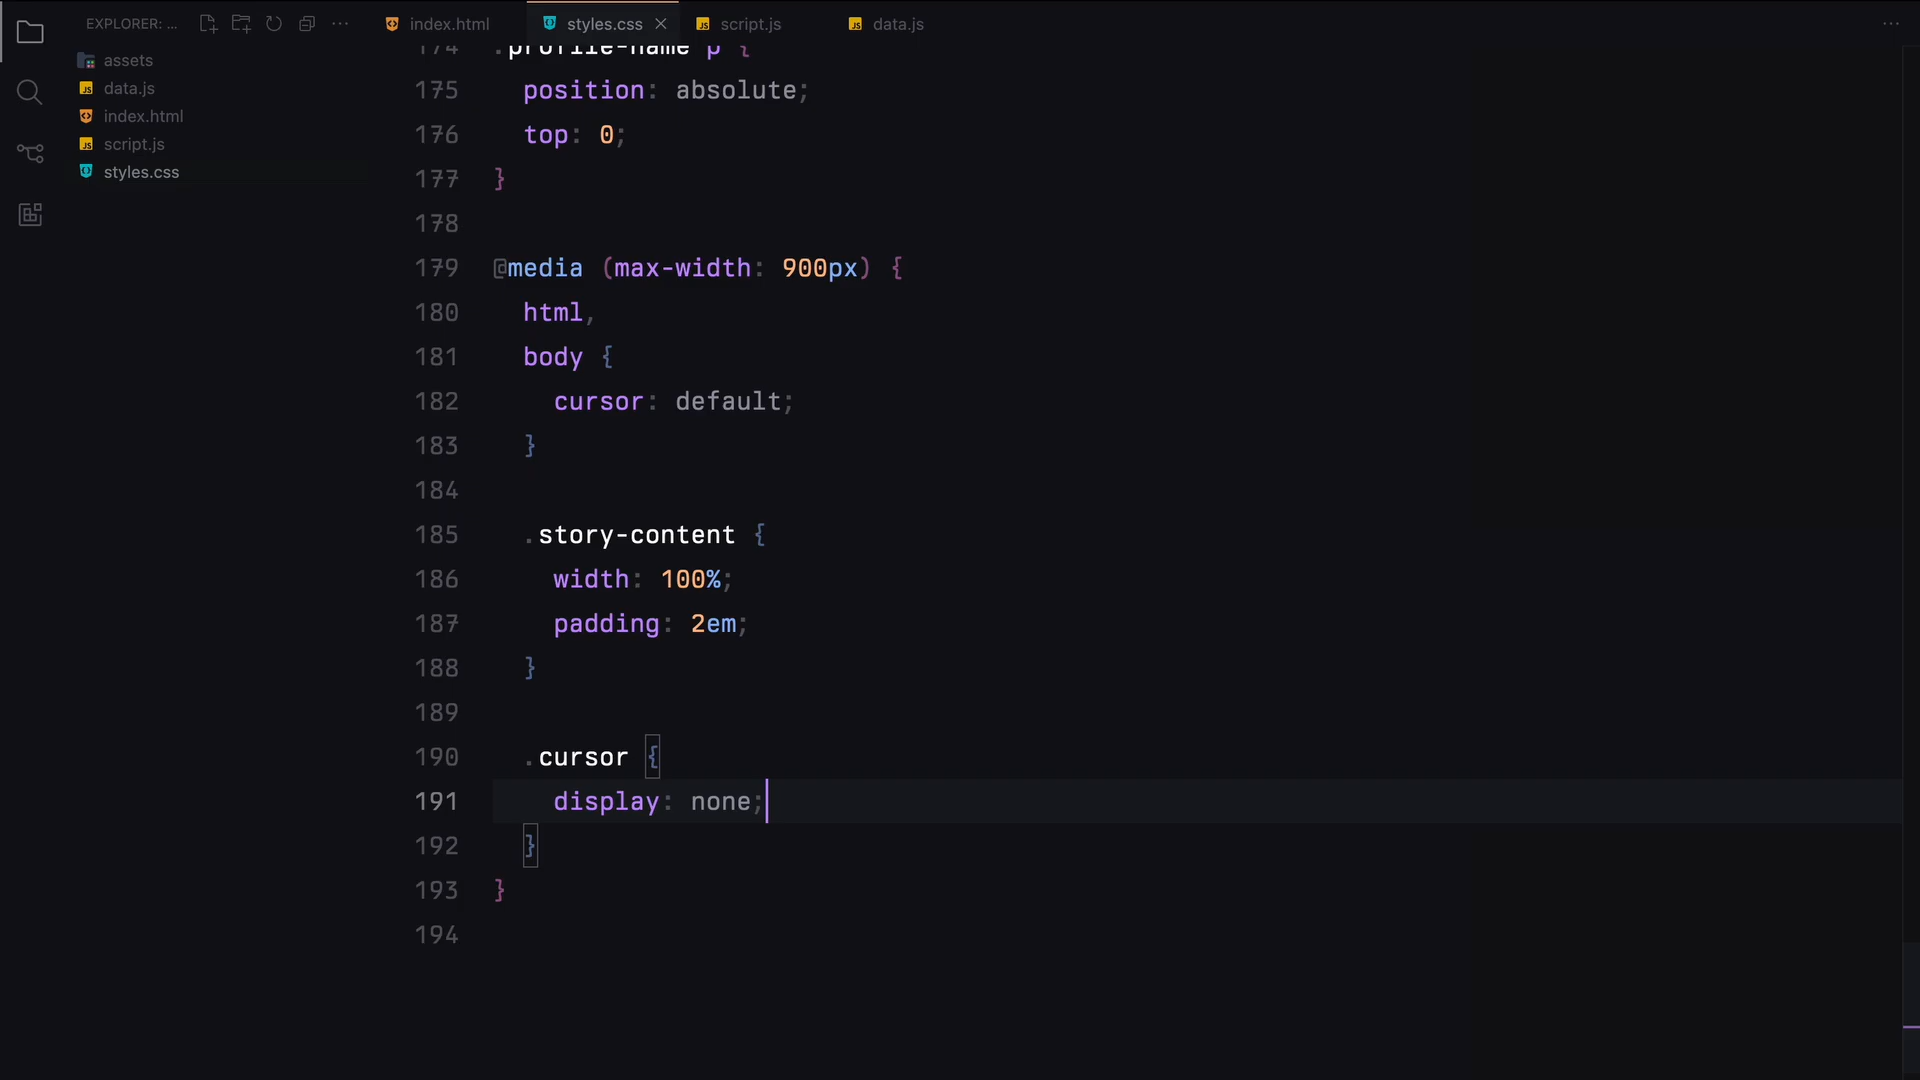 EXPLORER: ...
index.html
styles.css
script.js
data.js
assets
data.js
index.html
script.js
styles.css
174 .profile-name p {
175 position: absolute;
176 top: 0;
177 }
178
179 @media (max-width: 900px) {
180 html,
181 body {
182 cursor: default;
183 }
184
185 .story-content {
186 width: 100%;
187 padding: 2em;
188 }
189
190 .cursor {
191 display: none;
192 }
193 }
194